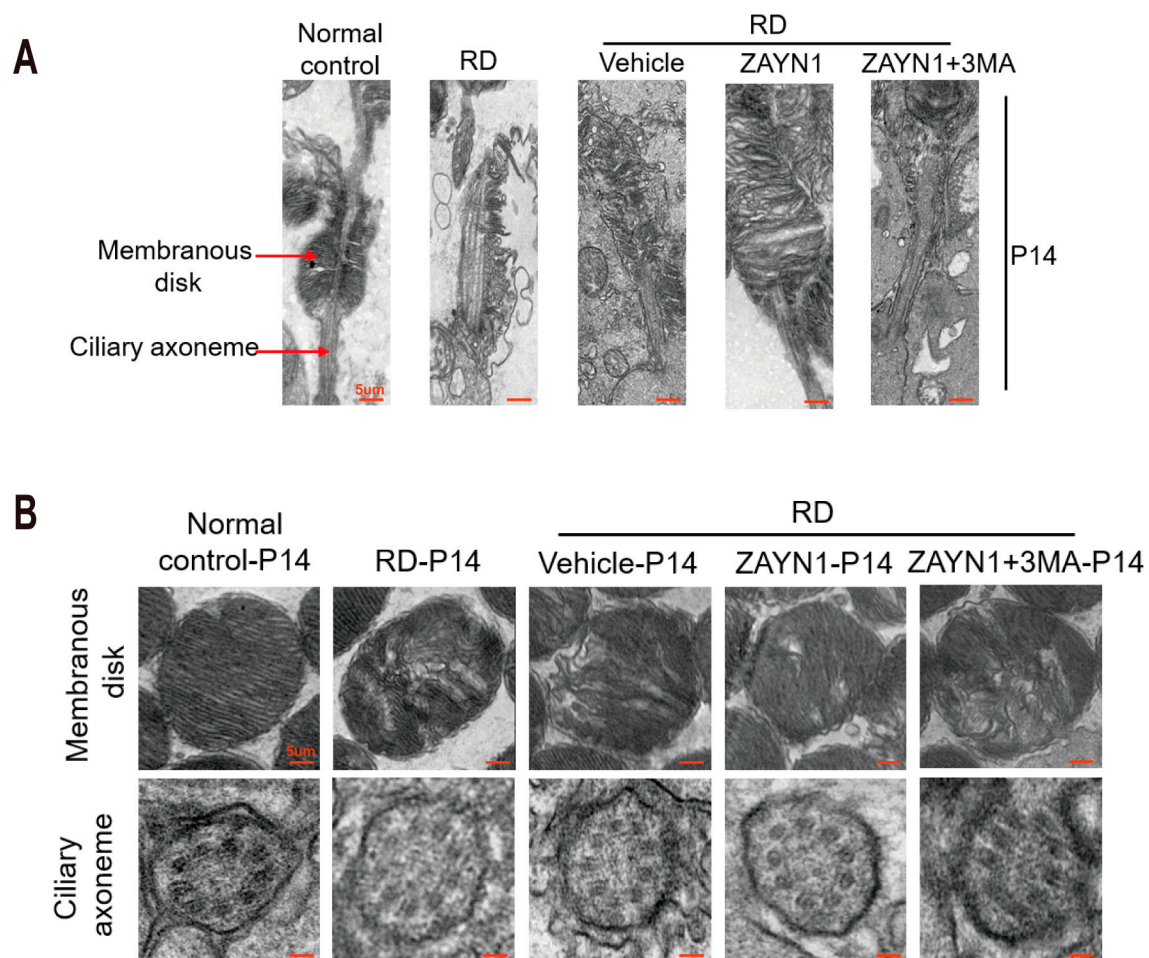 A
Normal
control
RD
RD
Vehicle
ZAYN1
ZAYN1+3MA
Membranous
disk
Ciliary axoneme
5um
P14
B
Normal
control-P14
RD-P14
RD
Vehicle-P14
ZAYN1-P14
ZAYN1+3MA-P14
Membranous
disk
5um
Ciliary
axoneme